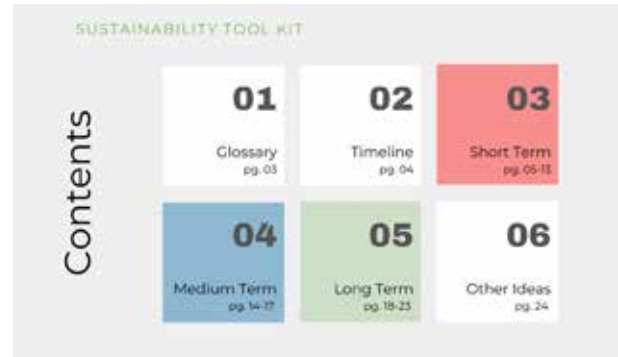 SUSTAINABILITY TOOL KIT
Contents
01
Glossary
pg. 03
02
Timeline
pg. 04
03
Short Term
pg. 05-13
04
Medium Term
pg. 14-17
05
Long Term
pg. 18-23
06
Other Ideas
pg. 24